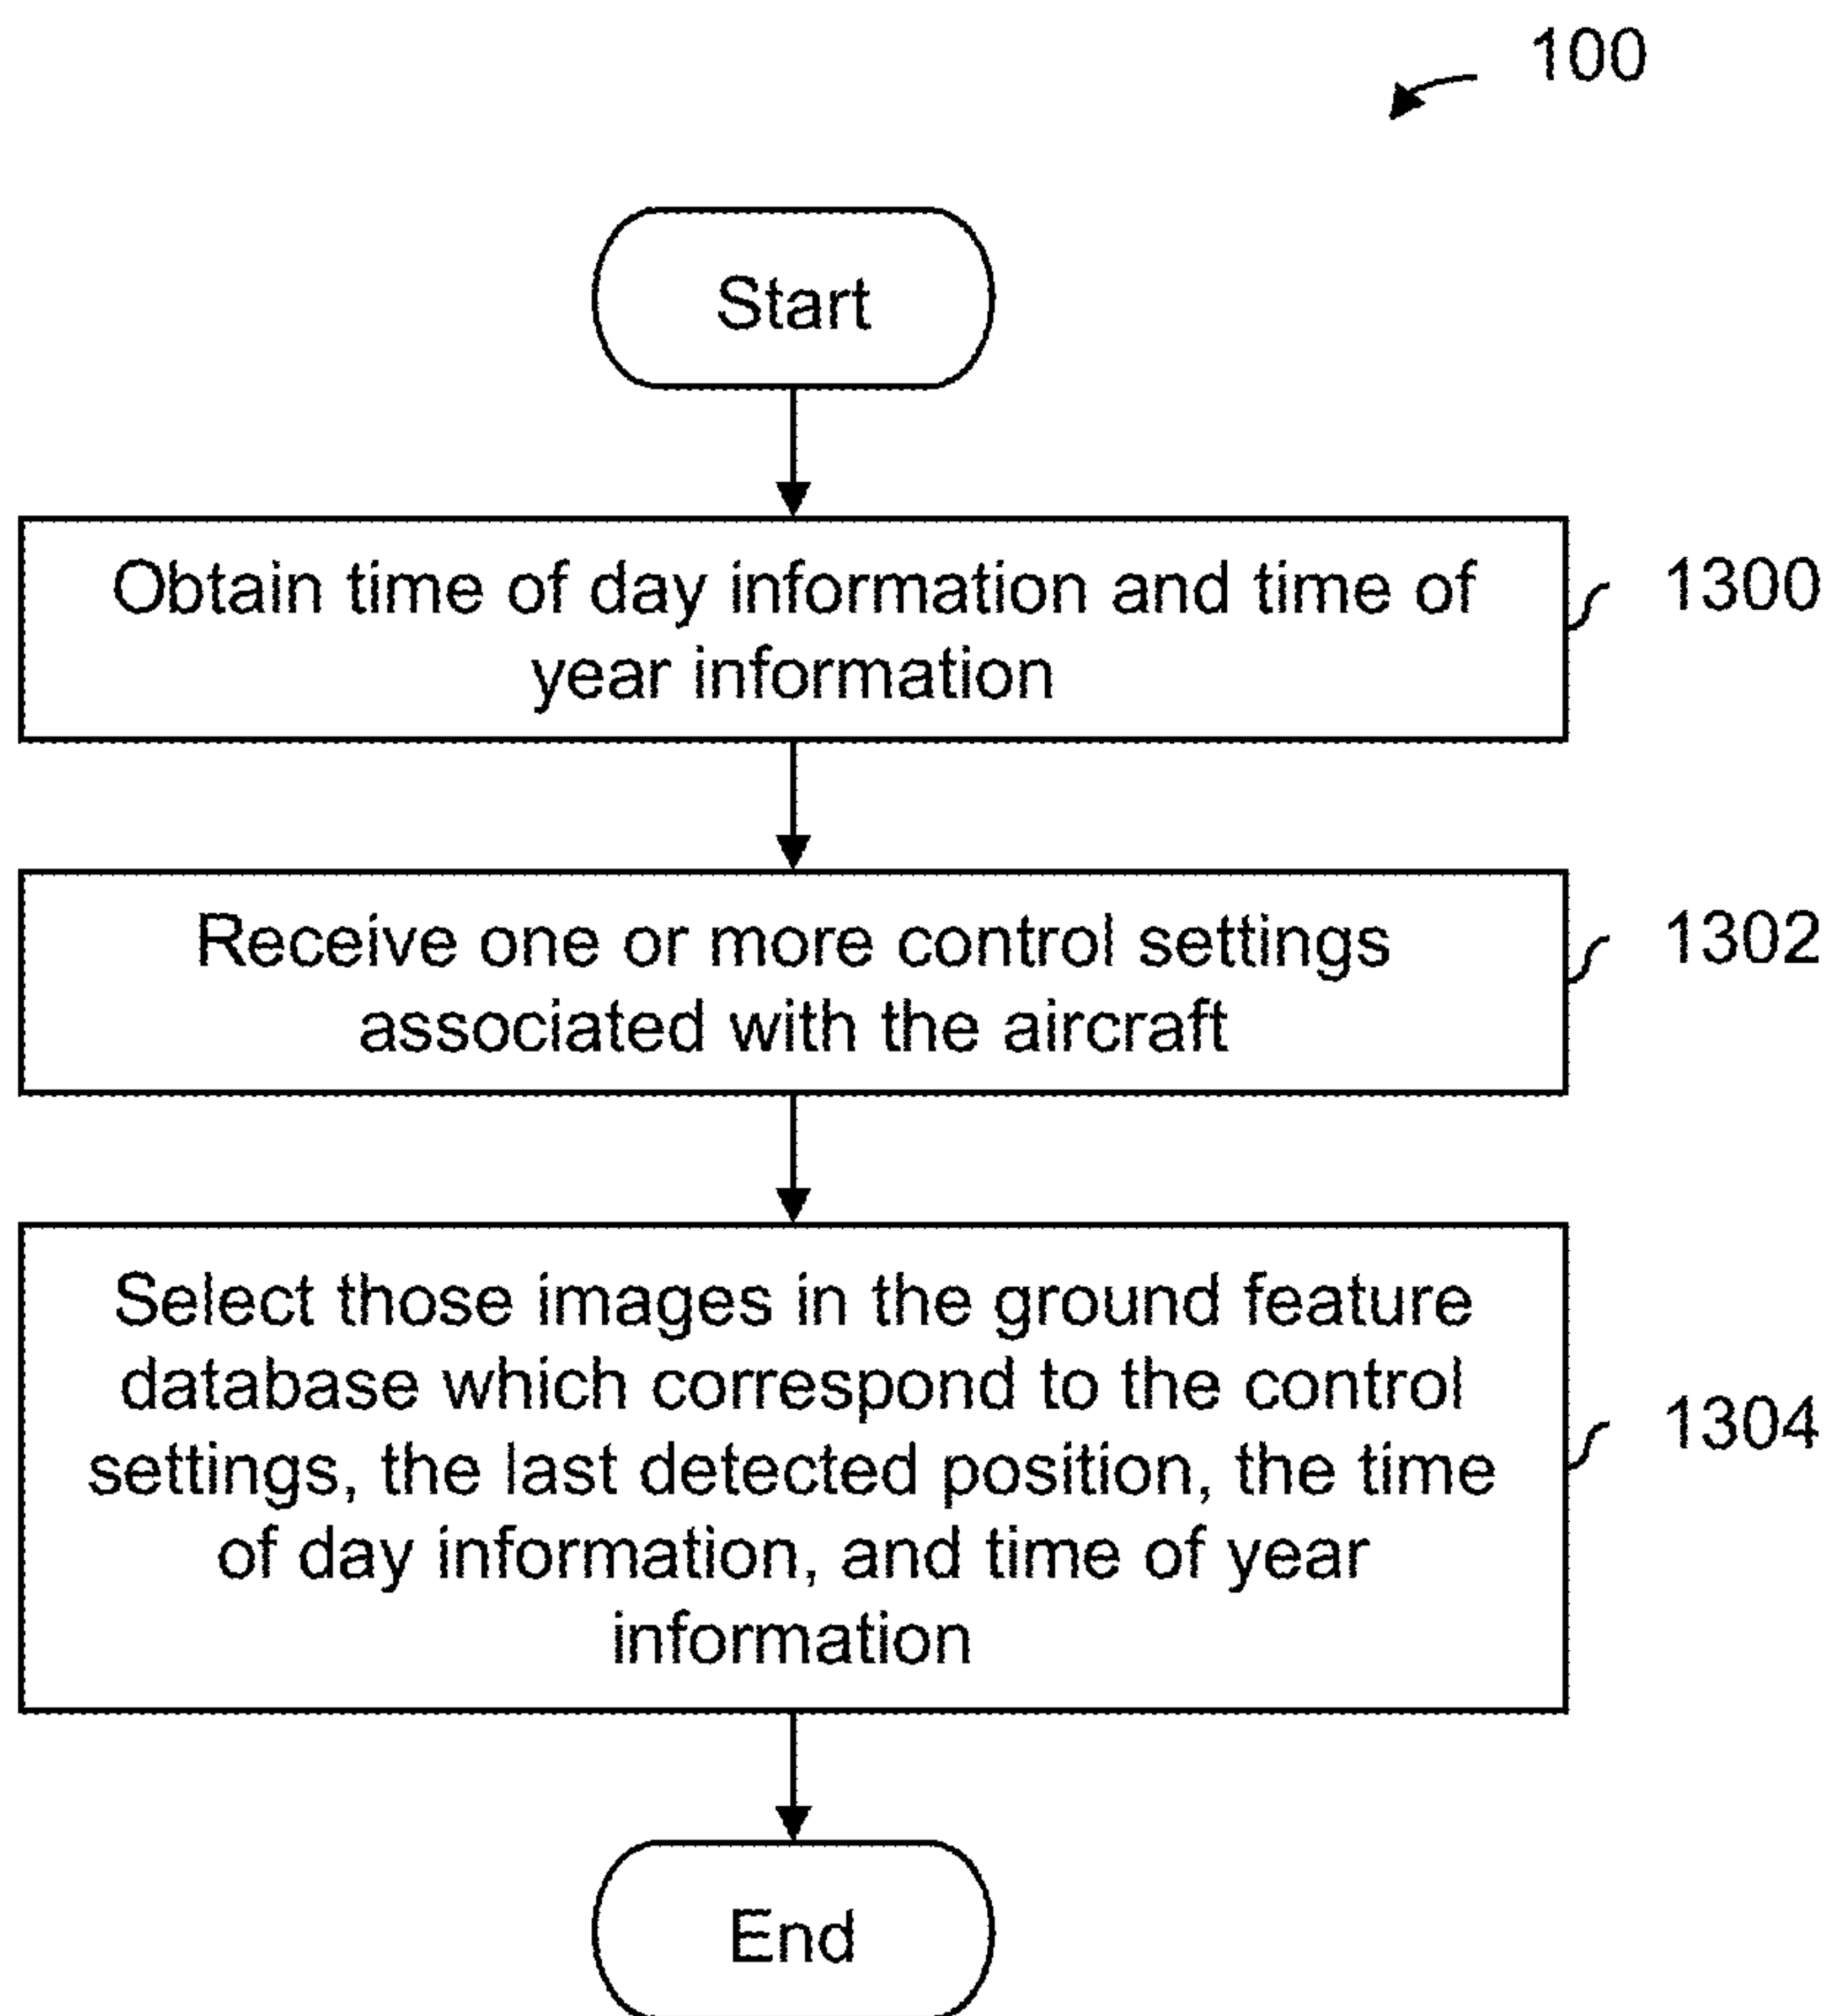 100
Start
Obtain time of day information and time of
year information
1300
Receive one or more control settings
associated with the aircraft
1302
Select those images in the ground feature
database which correspond to the control
settings, the last detected position, the time
of day information, and time of year
information
1304
End